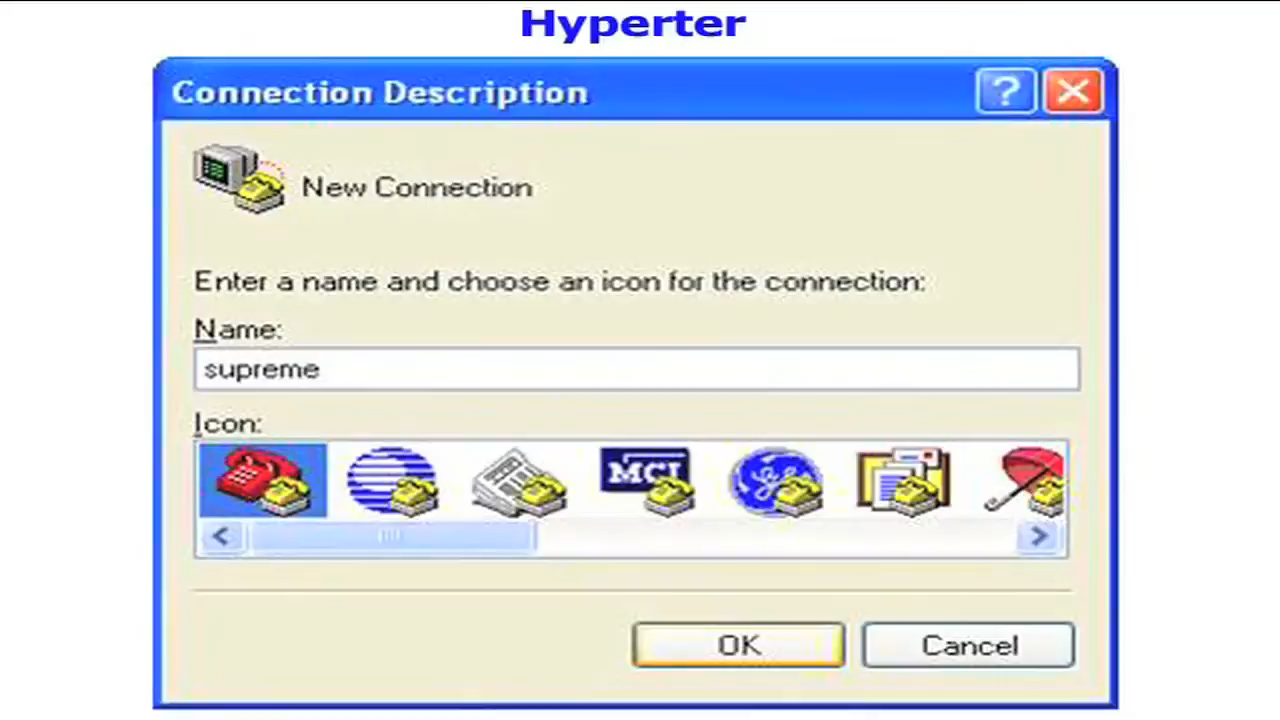 Hyperter
Connection Description
New Connection
Enter a name and choose an icon for the connection:
Name:
supreme
Icon:
MCI
OK
Cancel